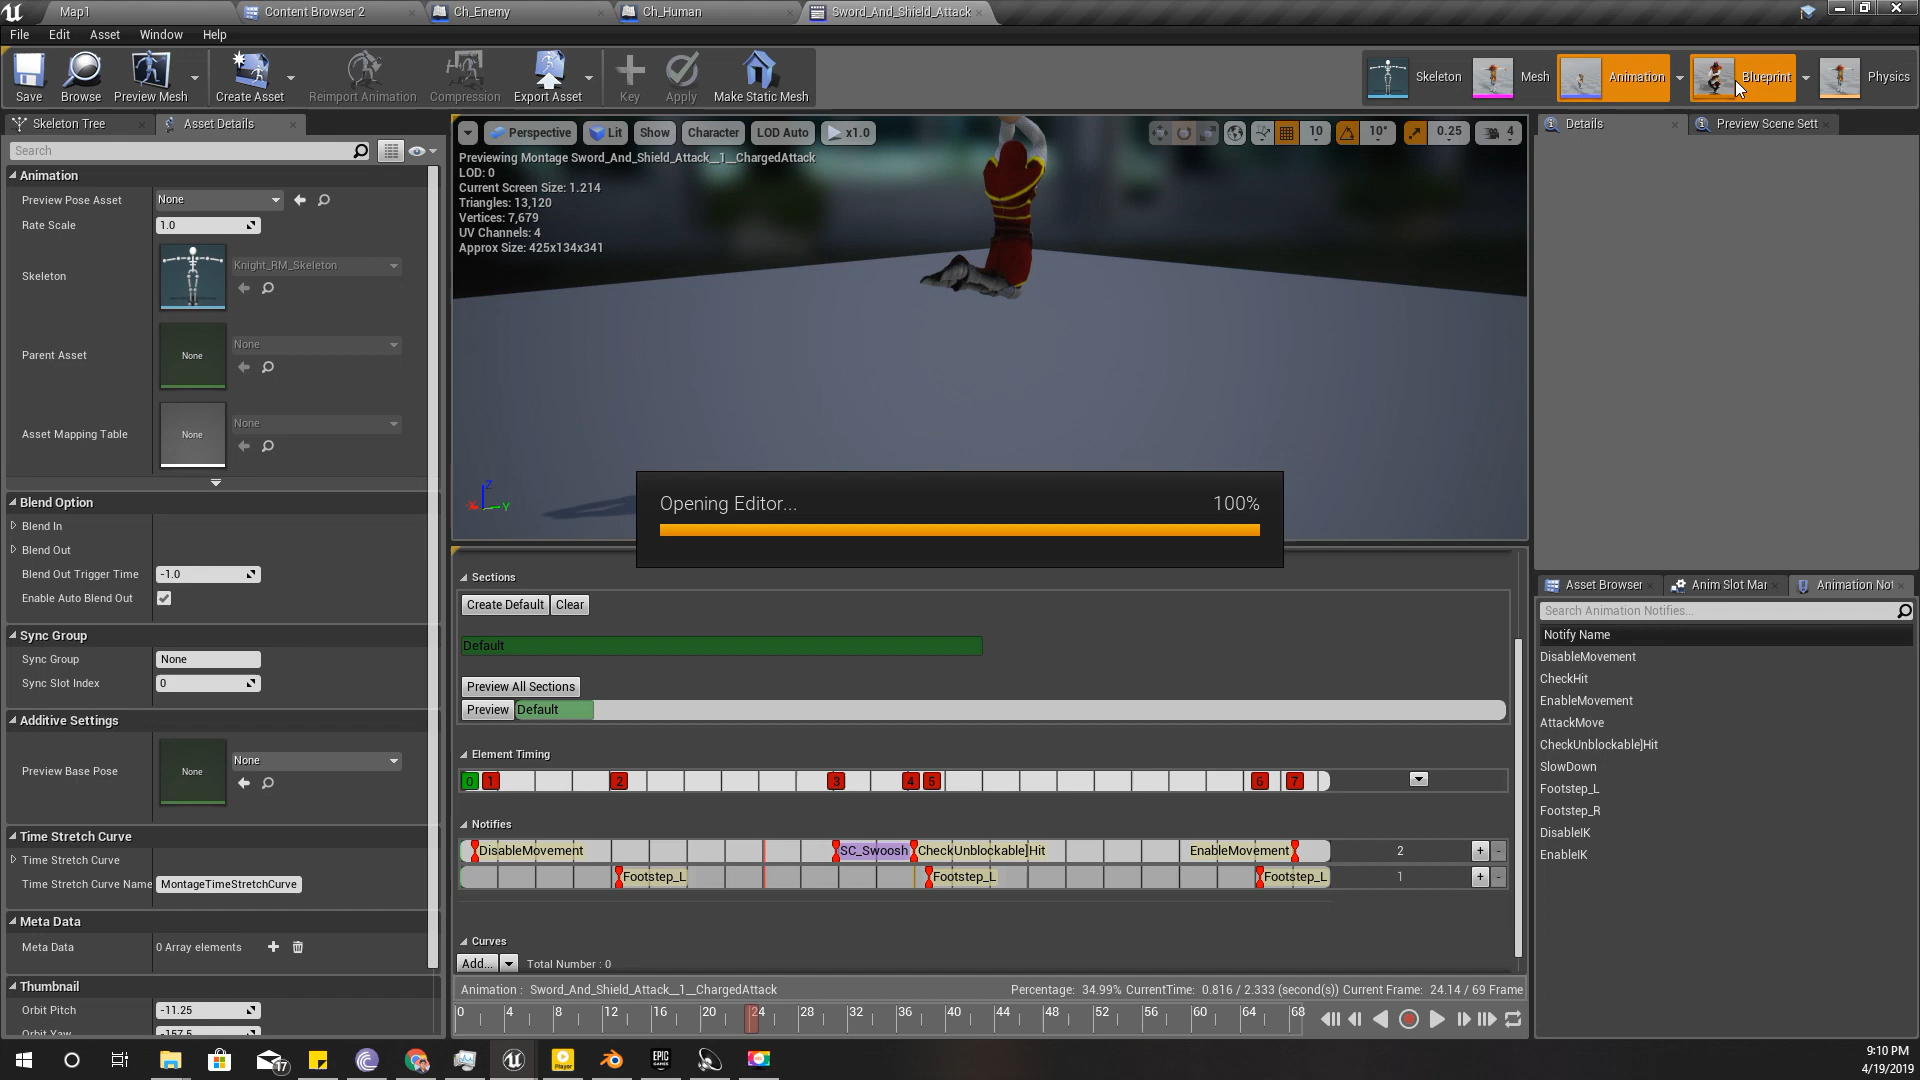 Map1
Content Browser 2
Ch_Enemy
Ch_Human
Sword_And_Shield_Attack
File Edit Asset Window Help
Save
Browse
Preview Mesh
Create Asset
Reimport Animation
Compression
Export Asset
Key
Apply
Make Static Mesh
Skeleton
Mesh
Animation
Blueprint
Physics
Skeleton Tree
Asset Details
Search
Animation
Preview Pose Asset None
Rate Scale 1.0
Skeleton Knight_RM_Skeleton
Parent Asset None None
Asset Mapping Table None None
Blend Option
Blend In
Blend Out
Blend Out Trigger Time -1.0
Enable Auto Blend Out
Sync Group
Sync Group None
Sync Slot Index 0
Additive Settings
Preview Base Pose None None
Time Stretch Curve
Time Stretch Curve
Time Stretch Curve Name MontageTimeStretchCurve
Meta Data
Meta Data 0 Array elements
Thumbnail
Orbit Pitch -11.25
Orbit Yaw -157.5
Perspective Lit Show Character LOD Auto x1.0
10 10° 0.25 4
Previewing Montage Sword_And_Shield_Attack__1__ChargedAttack
LOD: 0
Current Screen Size: 1.214
Triangles: 13,120
Vertices: 7,679
UV Channels: 4
Approx Size: 425x134x341
Z
X Y
Opening Editor... 100%
Sections
Create Default Clear
Default
Preview All Sections
Preview Default
Element Timing
0 1 2 3 4 5 6 7
Notifies
DisableMovement SC_Swoosh CheckUnblockable]Hit EnableMovement 2 + -
Footstep_L Footstep_L Footstep_L 1 + -
Curves
Add... Total Number : 0
Animation : Sword_And_Shield_Attack__1__ChargedAttack
Percentage: 34.99% CurrentTime: 0.816 / 2.333 (second(s)) Current Frame: 24.14 / 69 Frame
0 4 8 12 16 20 24 28 32 36 40 44 48 52 56 60 64 68
Details
Preview Scene Sett
Asset Browser
Anim Slot Mar
Animation Not
Search Animation Notifies...
Notify Name
DisableMovement
CheckHit
EnableMovement
AttackMove
CheckUnblockable]Hit
SlowDown
Footstep_L
Footstep_R
DisableIK
EnableIK
17
Player
EPIC
GAMES
9:10 PM
4/19/2019